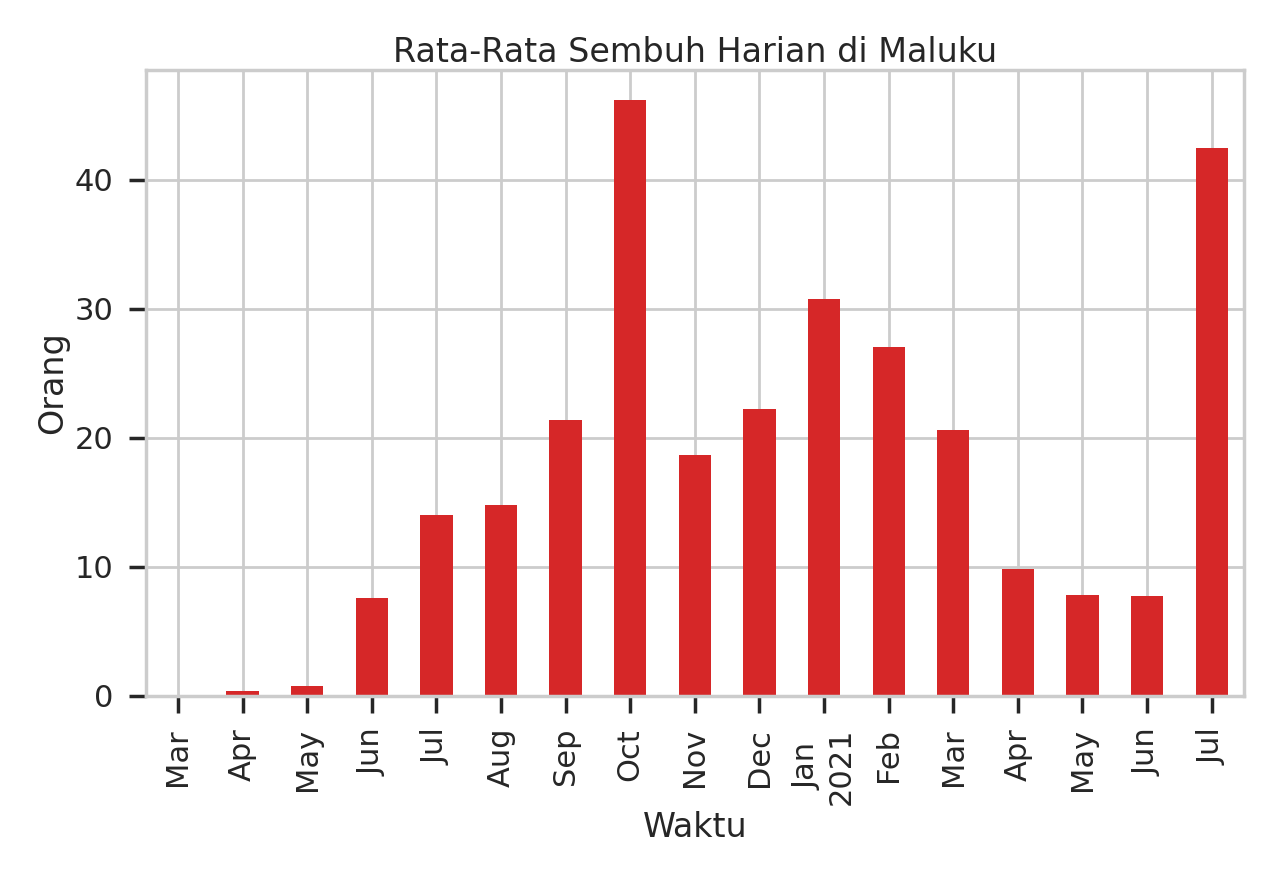 Rata-Rata Sembuh Harian di Maluku
Orang
40
30
20
10
0
Mar
Apr
May
Jun
Jul
Aug
Sep
Oct
Nov
Dec
Jan
2021
Feb
Mar
Apr
May
Jun
Jul
Waktu